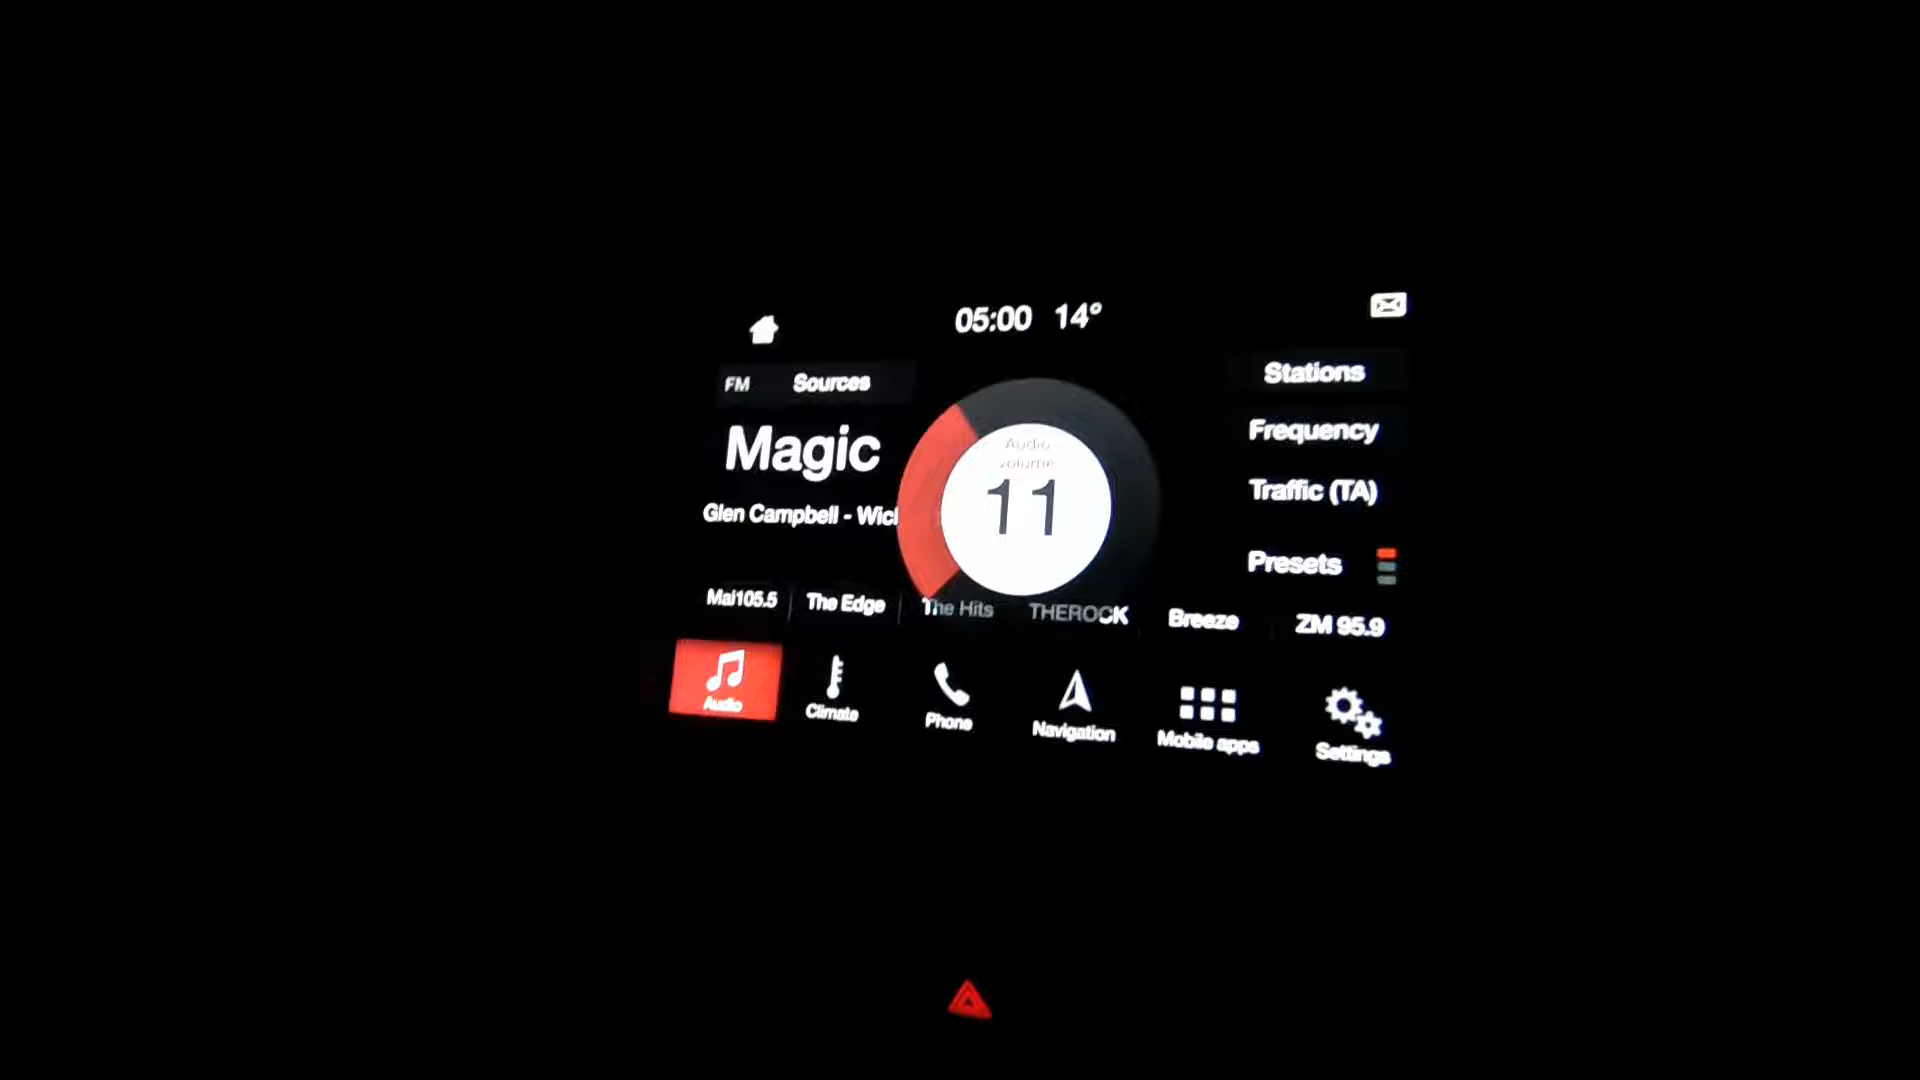 05:00 14°
FM Sources
Stations
Magic
Frequency
Glen Campbell - Wicl
Audio
volume
11
Traffic (TA)
Presets
Mai105.5 The Edge The Hits THEROCK Breeze ZM 95.9
Audio Climate Phone Navigation Mobile apps Settings